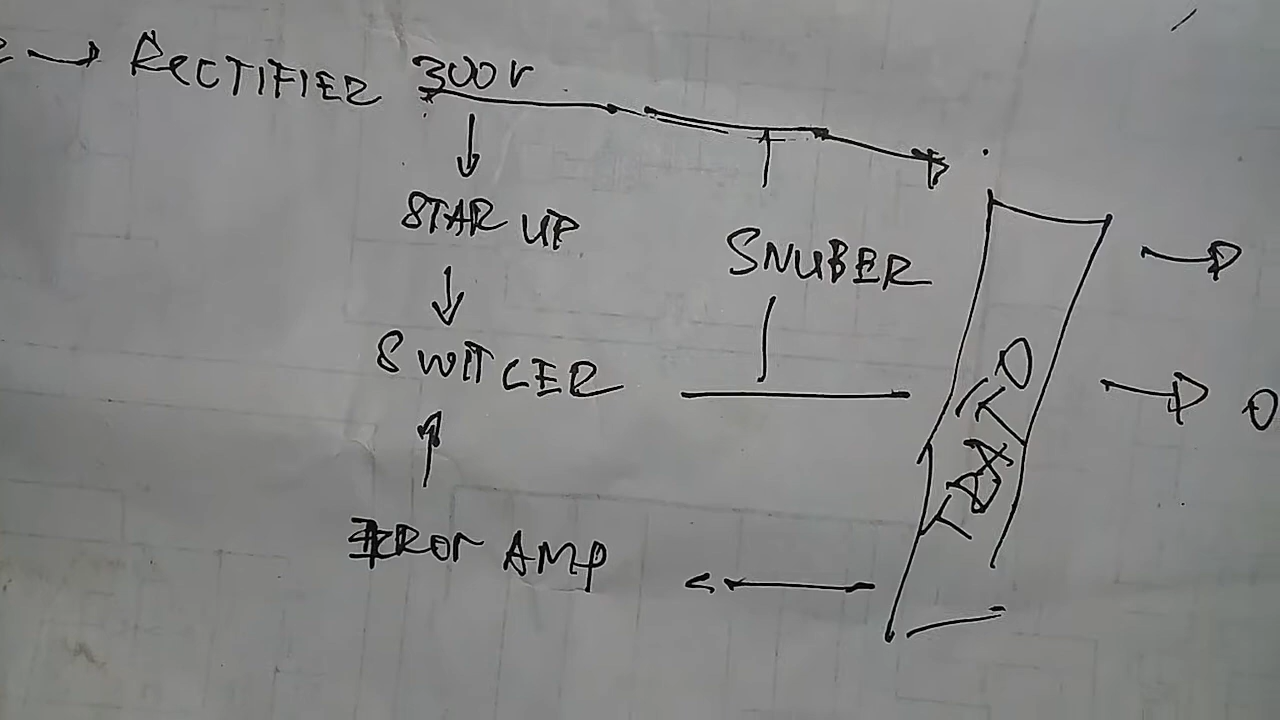 RECTIFIER 300V
STAR UP
SNUBER
SWITCER
ERROr AMP